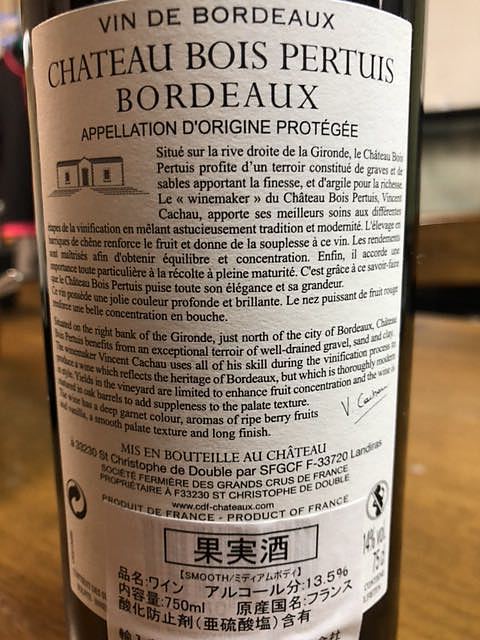 VIN DE BORDEAUX
CHATEAU BOIS PERTUIS
BORDEAUX
APPELLATION D'ORIGINE PROTÉGÉE
Situé sur la rive droite de la Gironde, le Château Bois
Pertuis profite d'un terroir constitué de graves et de
sables apportant la finesse, et d'argile pour la richesse.
Le « winemaker » du Château Bois Pertuis, Vincent
Cachau, apporte ses meilleurs soins aux différentes
étapes de la vinification en mêlant astucieusement tradition et modernité. L'élevage en
barriques de chêne renforce le fruit et donne de la souplesse à ce vin. Les rendements
sont maîtrisés afin d'obtenir équilibre et concentration. Enfin, il accorde une
importance toute particulière à la récolte à pleine maturité. C'est grâce à ce savoir-faire
que le Château Bois Pertuis puise toute son élégance et sa grandeur.
Ce vin possède une jolie couleur profonde et brillante. Le nez puissant de fruit rouge
renforce une belle concentration en bouche.
Situated on the right bank of the Gironde, just north of the city of Bordeaux, Château
Bois Pertuis benefits from an exceptional terroir of well-drained gravel, sand and clay.
The winemaker Vincent Cachau uses all of his skill during the vinification process to
produce a wine which reflects the heritage of Bordeaux, but which is thoroughly modern
in style. Yields in the vineyard are limited to enhance fruit concentration and the wine is
matured in oak barrels to add suppleness to the palate texture.
The wine has a deep garnet colour, aromas of ripe berry fruits
and vanilla, a smooth palate texture and long finish.
V. Cachau
MIS EN BOUTEILLE AU CHÂTEAU
à 33230 St Christophe de Double par SFGCF F-33720 Landiras
SOCIÉTÉ FERMIÈRE DES GRANDS CRUS DE FRANCE
PROPRIÉTAIRE À F33230 ST CHRISTOPHE DE DOUBLE
www.cdf-chateaux.com
PRODUIT DE FRANCE - PRODUCT OF FRANCE
14% VOL.
75 cl
果実酒
【SMOOTH/ミディアムボディ】
品名:ワイン アルコール分:13.5%
内容量:750ml 原産国名:フランス
酸化防止剤(亜硫酸塩)含有